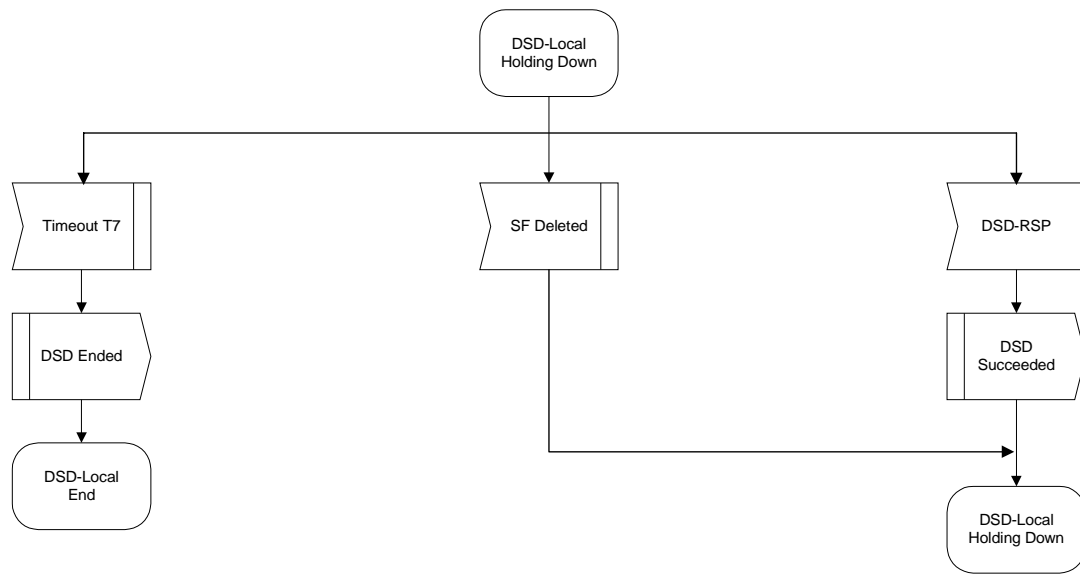 DSD-Local
Holding Down
Timeout T7
SF Deleted
DSD-RSP
DSD Ended
DSD
Succeeded
DSD-Local
End
DSD-Local
Holding Down